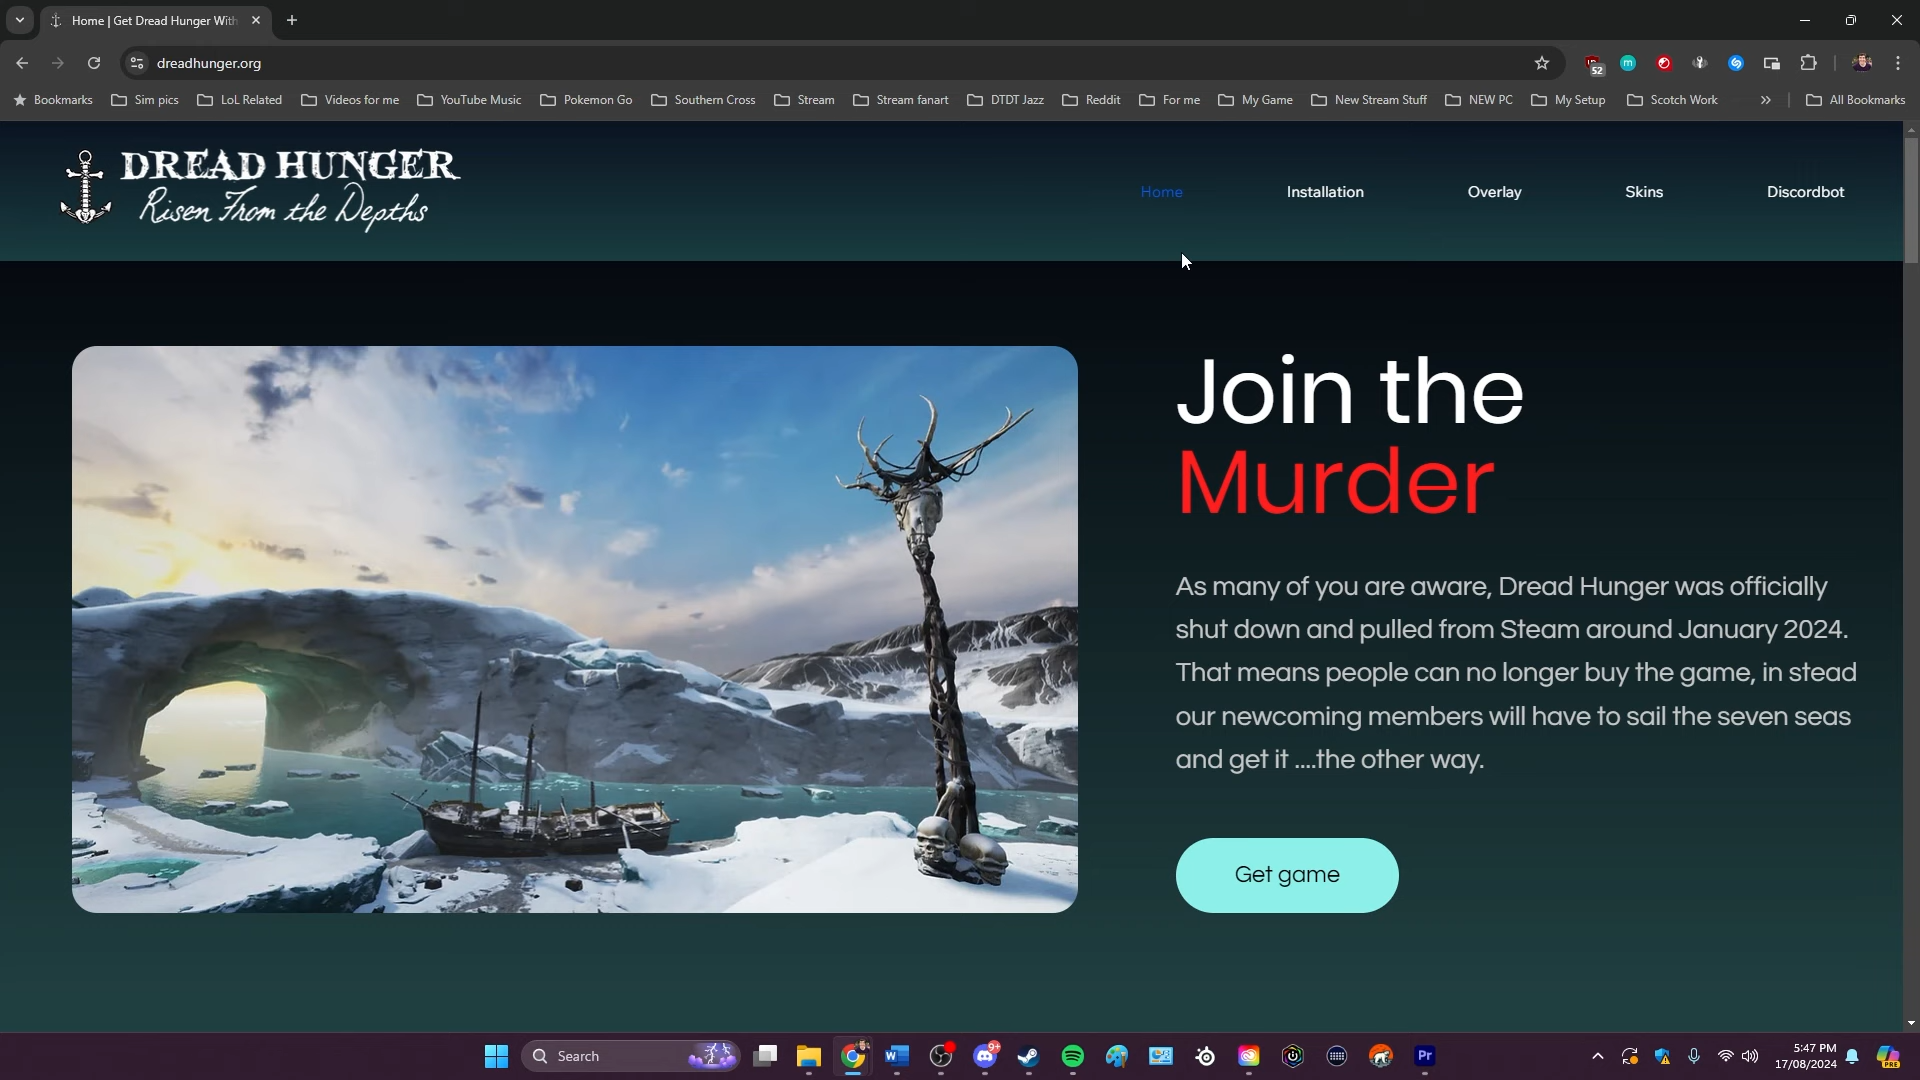 Home | Get Dread Hunger With
dreadhunger.org
52
Bookmarks Sim pics LoL Related Videos for me YouTube Music Pokemon Go Southern Cross Stream Stream fanart DTDT Jazz Reddit For me My Game New Stream Stuff NEW PC My Setup Scotch Work » All Bookmarks
DREAD HUNGER
Risen From the Depths
Home Installation Overlay Skins Discordbot
Join the
Murder
As many of you are aware, Dread Hunger was officially
shut down and pulled from Steam around January 2024.
That means people can no longer buy the game, in stead
our newcoming members will have to sail the seven seas
and get it ....the other way.
Get game
Search
9+
W
Pr
5:47 PM
17/08/2024
PRE